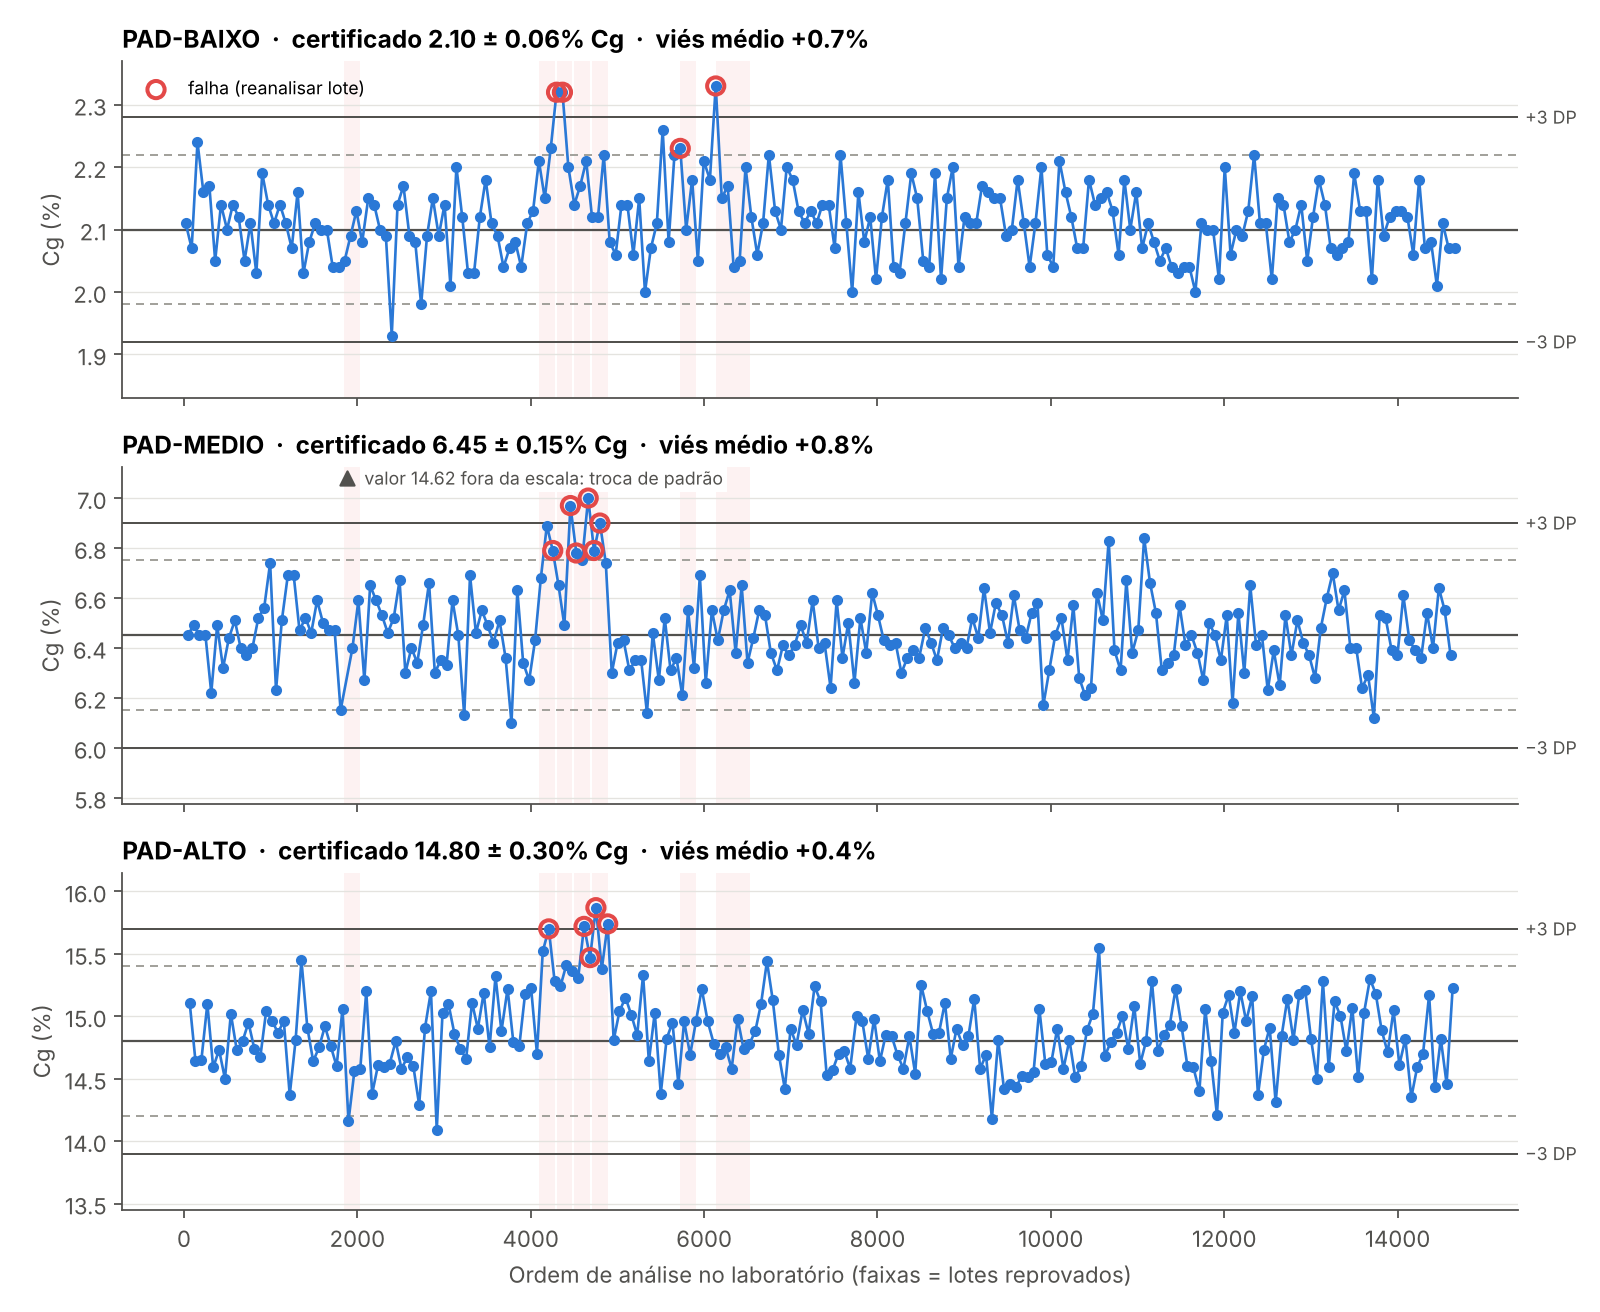 PAD-BAIXO · certificado 2.10 ± 0.06% Cg · viés médio +0.7%
falha (reanalisar lote)
2.3
2.2
2.1
2.0
1.9
Cg (%)
+3 DP
−3 DP
PAD-MEDIO · certificado 6.45 ± 0.15% Cg · viés médio +0.8%
valor 14.62 fora da escala: troca de padrão
7.0
6.8
6.6
6.4
6.2
6.0
5.8
Cg (%)
+3 DP
−3 DP
PAD-ALTO · certificado 14.80 ± 0.30% Cg · viés médio +0.4%
16.0
15.5
15.0
14.5
14.0
13.5
Cg (%)
+3 DP
−3 DP
0 2000 4000 6000 8000 10000 12000 14000
Ordem de análise no laboratório (faixas = lotes reprovados)